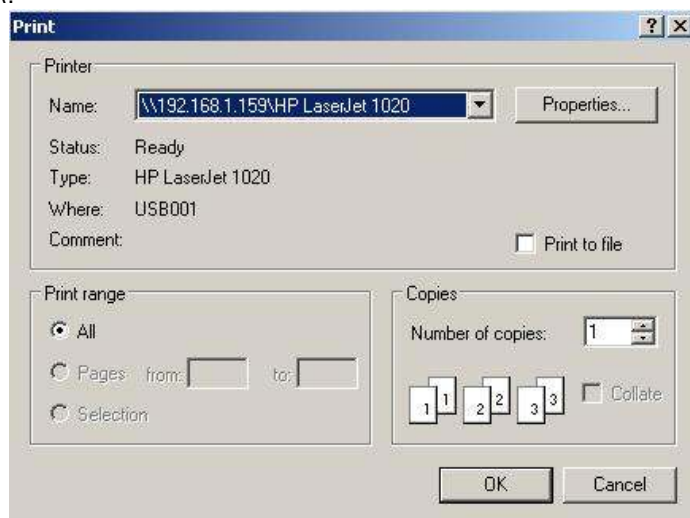 Print
Printer
Name: \\192.168.1.159\HP LaserJet 1020 Properties...
Status: Ready
Type: HP LaserJet 1020
Where: USB001
Comment: Print to file
Print range
All
Pages from: to:
Selection
Copies
Number of copies: 1
1 1 2 2 3 3 Collate
OK Cancel